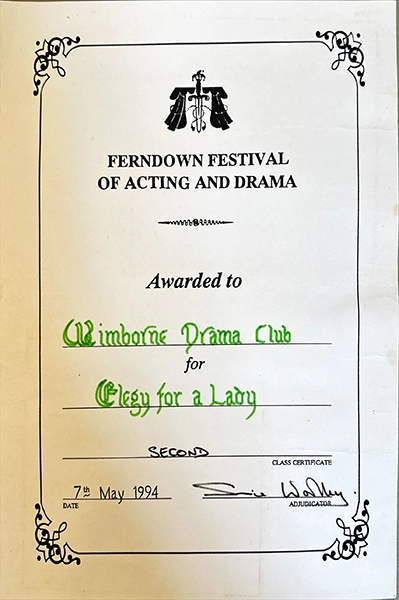 FERNDOWN FESTIVAL
OF ACTING AND DRAMA
Awarded to
Wimborne Drama Club
for
Elegy for a Lady
SECOND
CLASS CERTIFICATE
7th May 1994
DATE
ADJUDICATOR